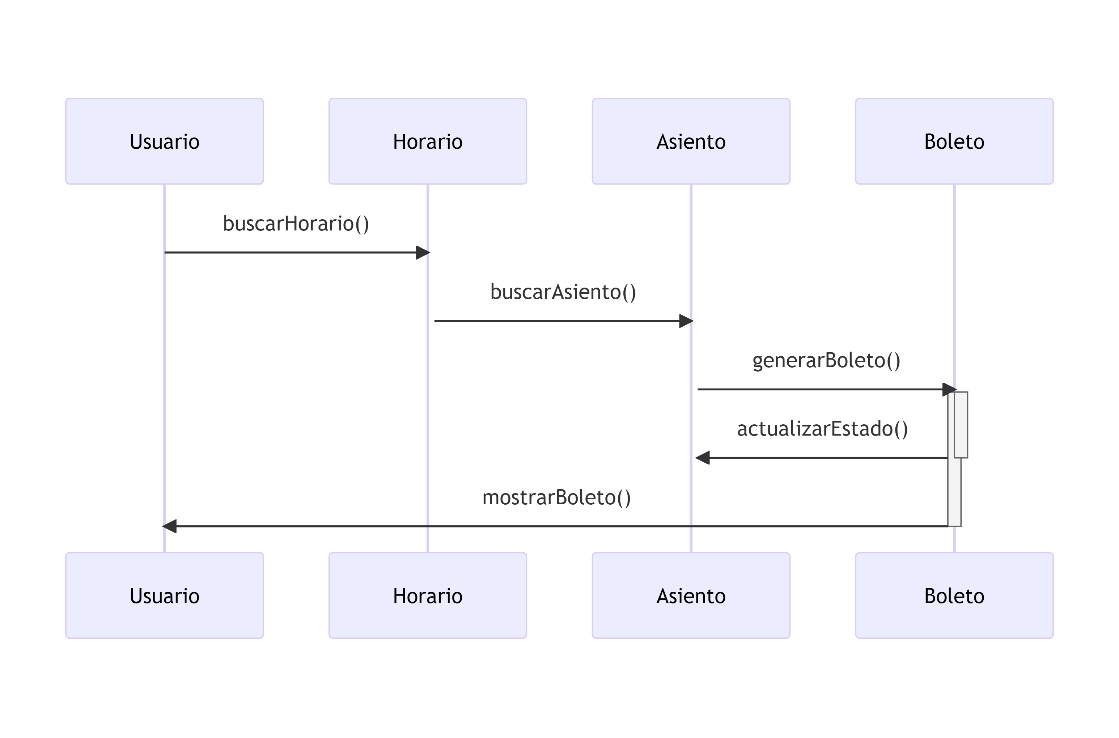 Usuario
Horario
Asiento
Boleto
buscarHorario()
buscarAsiento()
generarBoleto()
actualizarEstado()
mostrarBoleto()
Usuario
Horario
Asiento
Boleto